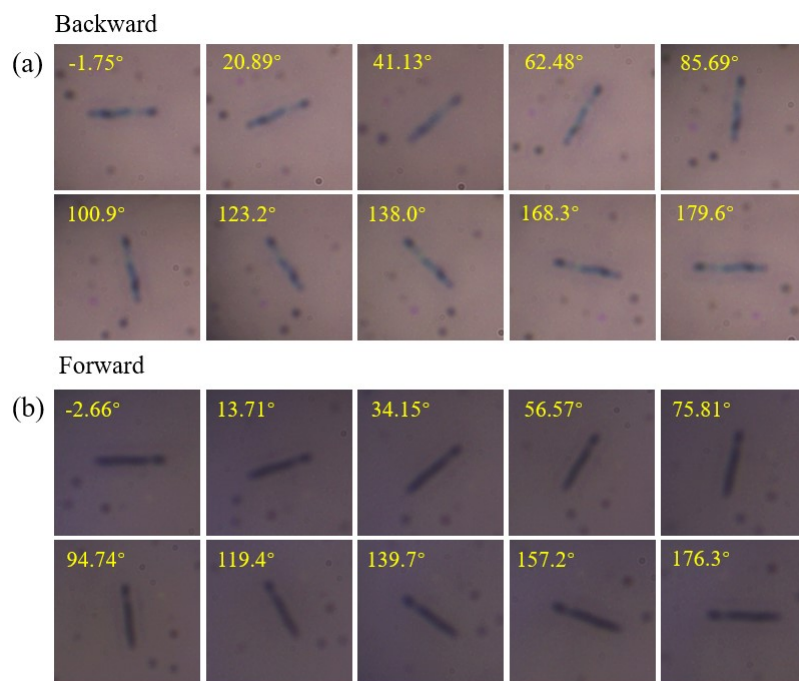 Backward
(a)
-1.75° 20.89° 41.13° 62.48° 85.69°
100.9° 123.2° 138.0° 168.3° 179.6°
Forward
(b)
-2.66° 13.71° 34.15° 56.57° 75.81°
94.74° 119.4° 139.7° 157.2° 176.3°